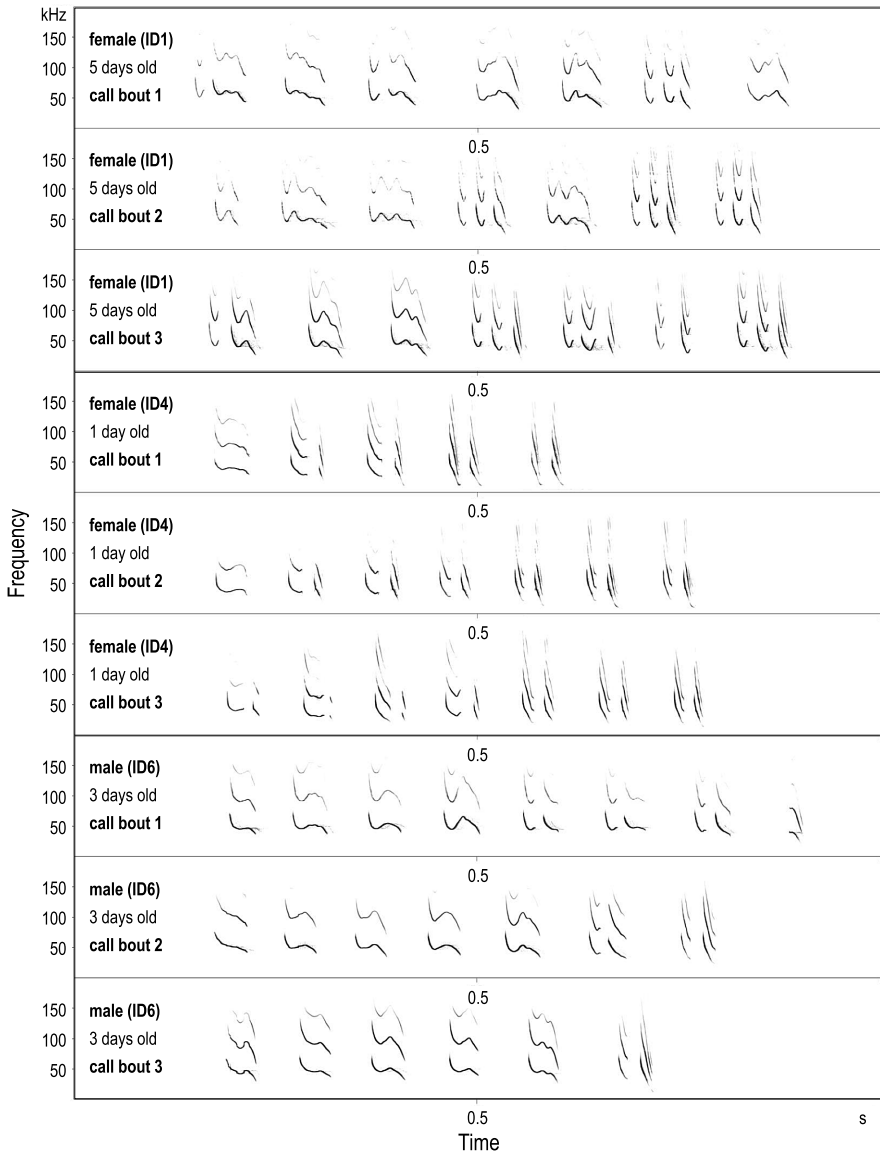 kHz
150
100
50
female (ID1)
5 days old
call bout 1
0.5
150
100
50
female (ID1)
5 days old
call bout 2
0.5
150
100
50
female (ID1)
5 days old
call bout 3
0.5
150
100
50
female (ID4)
1 day old
call bout 1
0.5
150
100
50
female (ID4)
1 day old
call bout 2
0.5
150
100
50
female (ID4)
1 day old
call bout 3
0.5
150
100
50
male (ID6)
3 days old
call bout 1
0.5
150
100
50
male (ID6)
3 days old
call bout 2
0.5
150
100
50
male (ID6)
3 days old
call bout 3
0.5
s
Frequency
Time